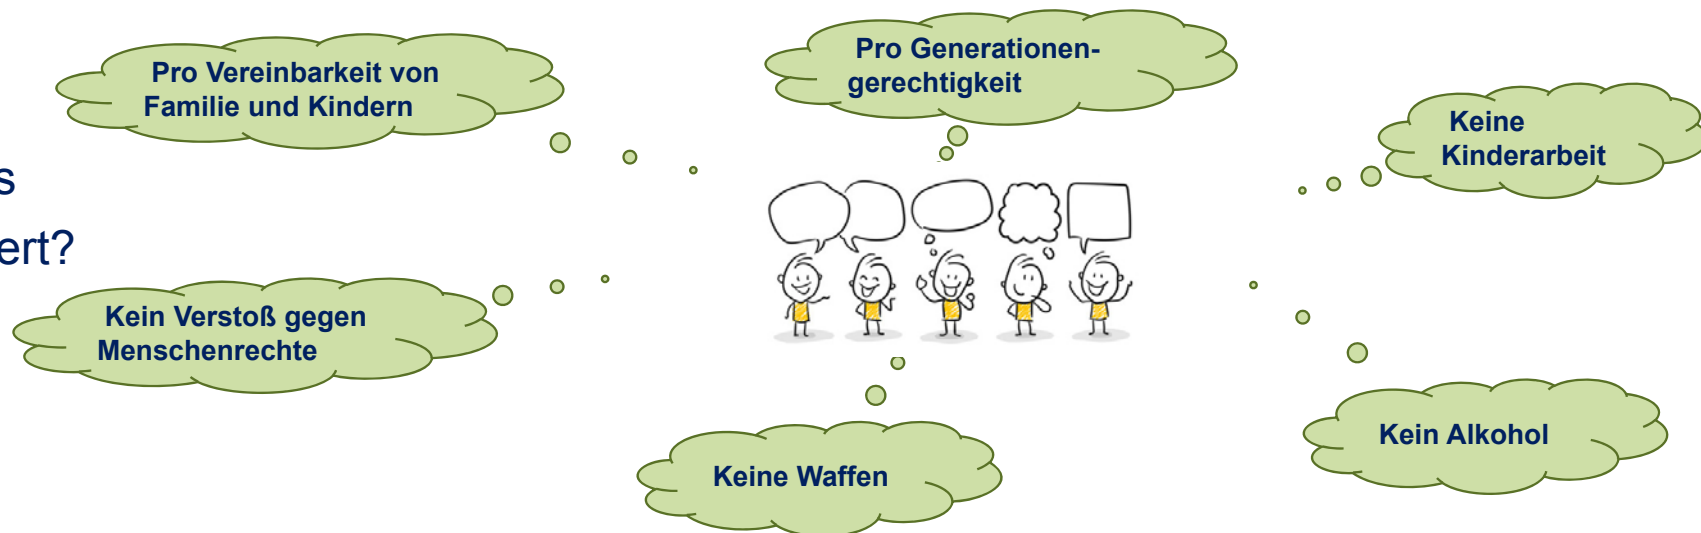 Pro Vereinbarkeit von
Familie und Kindern
Pro Generationen-
gerechtigkeit
Keine
Kinderarbeit
Kein Verstoß gegen
Menschenrechte
Keine Waffen
Kein Alkohol